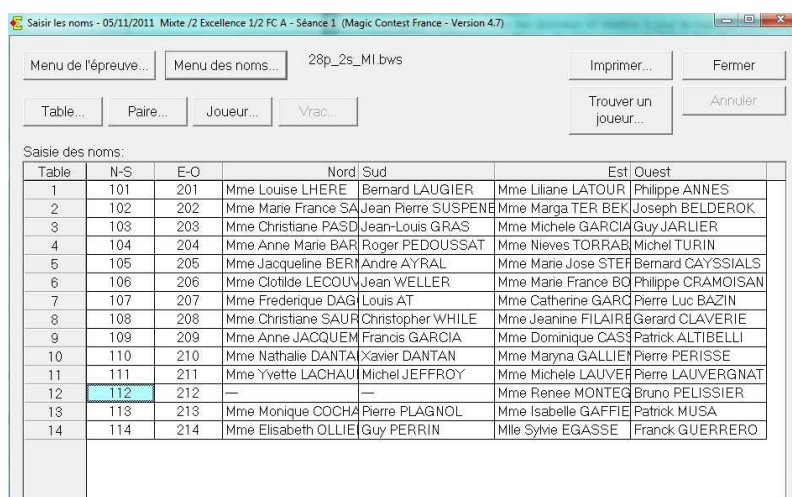 Saisir les noms - 05/11/2011 Mixte /2 Excellence 1/2 FC A - Séance 1 (Magic Contest France - Version 4.7)
Menu de l'épreuve... Menu des noms... 28p_2s_MI.bws Imprimer... Fermer
Table... Paire... Joueur... Vrac... Trouver un joueur... Annuler
Saisie des noms:
Table N-S E-O Nord Sud Est Ouest
1 101 201 Mme Louise LHERE Bernard LAUGIER Mme Liliane LATOUR Philippe ANNES
2 102 202 Mme Marie France SA Jean Pierre SUSPENE Mme Marga TER BEK Joseph BELDEROK
3 103 203 Mme Christiane PASD Jean-Louis GRAS Mme Michele GARCIA Guy JARLIER
4 104 204 Mme Anne Marie BAR Roger PEDOUSSAT Mme Nieves TORRAB Michel TURIN
5 105 205 Mme Jacqueline BERN Andre AYRAL Mme Marie Jose STEF Bernard CAYSSIALS
6 106 206 Mme Clotilde LECOUV Jean WELLER Mme Marie France BO Philippe CRAMOISAN
7 107 207 Mme Frederique DAG Louis AT Mme Catherine GARC Pierre Luc BAZIN
8 108 208 Mme Christiane SAUR Christopher WHILE Mme Jeanine FILAIRE Gerard CLAVERIE
9 109 209 Mme Anne JACQUEM Francis GARCIA Mme Dominique CASS Patrick ALTIBELLI
10 110 210 Mme Nathalie DANTA Xavier DANTAN Mme Maryna GALLIEN Pierre PERISSE
11 111 211 Mme Yvette LACHAU Michel JEFFROY Mme Michele LAUVE Pierre LAUVERGNAT
12 112 212 — — Mme Renee MONTEG Bruno PELISSIER
13 113 213 Mme Monique COCHA Pierre PLAGNOL Mme Isabelle GAFFIE Patrick MUSA
14 114 214 Mme Elisabeth OLLIE Guy PERRIN Mlle Sylvie EGASSE Franck GUERRERO